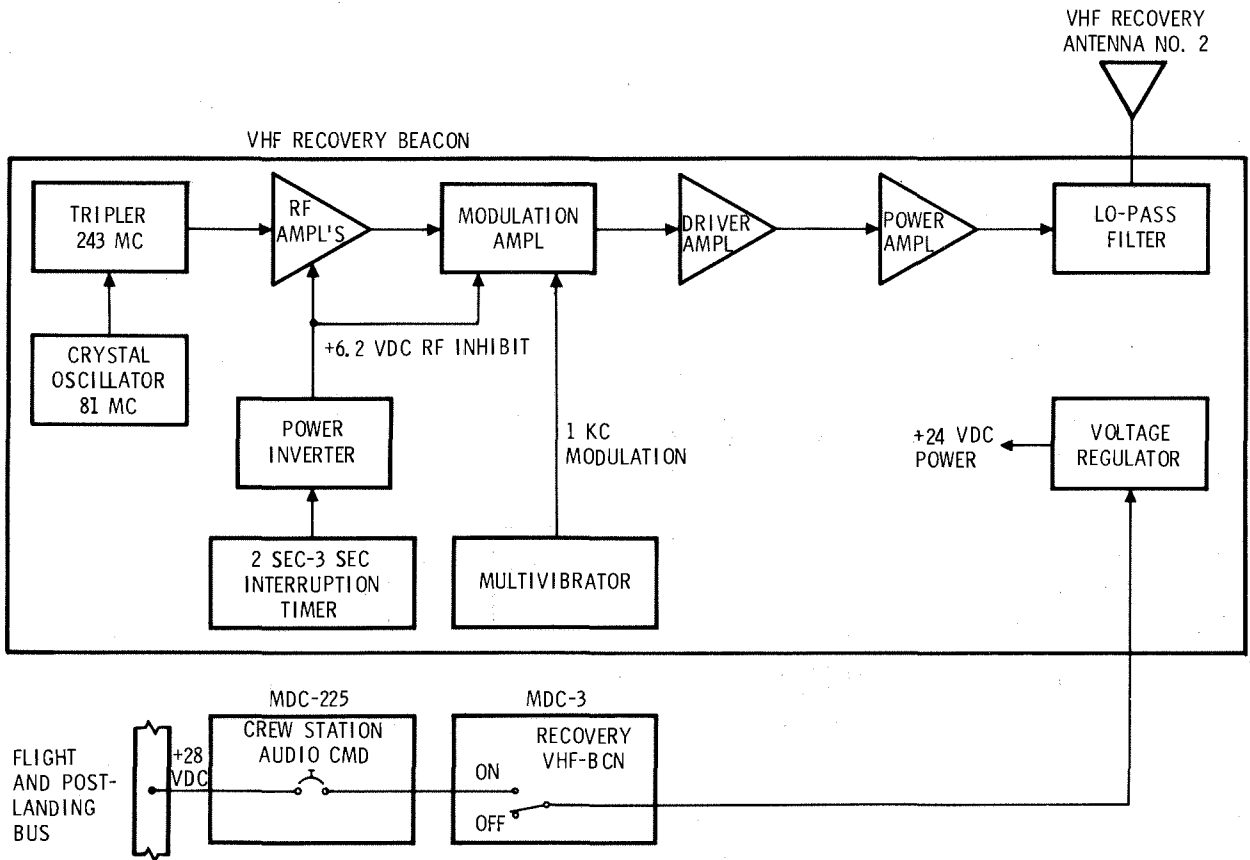 VHF RECOVERY
ANTENNA NO. 2
VHF RECOVERY BEACON
TRIPLER
243 MC
RF
AMPL'S
MODULATION
AMPL
DRIVER
AMPL
POWER
AMPL
LO-PASS
FILTER
CRYSTAL
OSCILLATOR
81 MC
+6.2 VDC RF INHIBIT
POWER
INVERTER
1 KC
MODULATION
+24 VDC
POWER
VOLTAGE
REGULATOR
2 SEC-3 SEC
INTERRUPTION
TIMER
MULTIVIBRATOR
FLIGHT
AND POST-
LANDING
BUS
+28
VDC
MDC-225
CREW STATION
AUDIO CMD
MDC-3
RECOVERY
VHF-BCN
ON
OFF